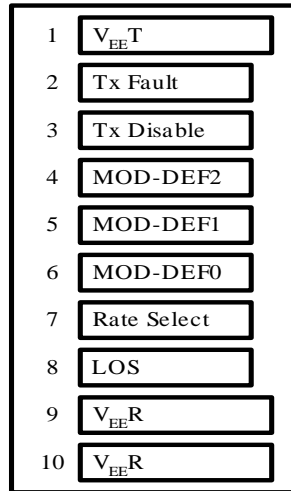 1 VEET
2 Tx Fault
3 Tx Disable
4 MOD-DEF2
5 MOD-DEF1
6 MOD-DEF0
7 Rate Select
8 LOS
9 VEER
10 VEER